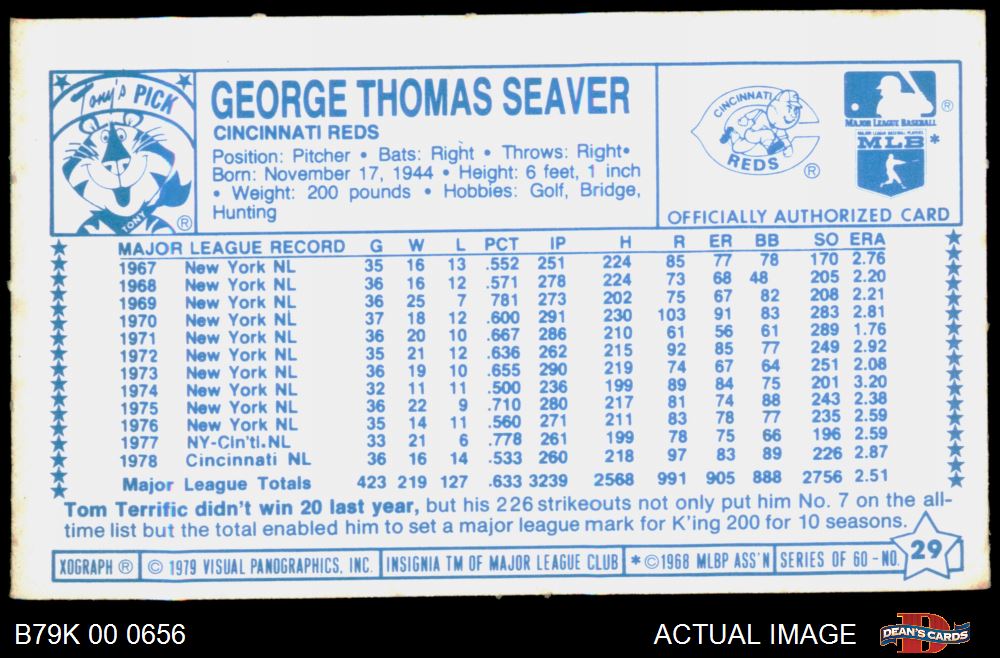 Tony's PICK
TONY
®
GEORGE THOMAS SEAVER
CINCINNATI REDS
Position: Pitcher • Bats: Right • Throws: Right•
Born: November 17, 1944 • Height: 6 feet, 1 inch
• Weight: 200 pounds • Hobbies: Golf, Bridge,
Hunting
CINCINNATI
REDS
®
®
MAJOR LEAGUE BASEBALL
MAJOR LEAGUE BASEBALL PLAYERS
MLB *
OFFICIALLY AUTHORIZED CARD
MAJOR LEAGUE RECORD G W L PCT IP H R ER BB SO ERA
1967 New York NL 35 16 13 .552 251 224 85 77 78 170 2.76
1968 New York NL 36 16 12 .571 278 224 73 68 48 205 2.20
1969 New York NL 36 25 7 781 273 202 75 67 82 208 2.21
1970 New York NL 37 18 12 .600 291 230 103 91 83 283 2.81
1971 New York NL 36 20 10 .667 286 210 61 56 61 289 1.76
1972 New York NL 35 21 12 .636 262 215 92 85 77 249 2.92
1973 New York NL 36 19 10 .655 290 219 74 67 64 251 2.08
1974 New York NL 32 11 11 .500 236 199 89 84 75 201 3.20
1975 New York NL 36 22 9 .710 280 217 81 74 88 243 2.38
1976 New York NL 35 14 11 .560 271 211 83 78 77 235 2.59
1977 NY-Cin'ti.NL 33 21 6 .778 261 199 78 75 66 196 2.59
1978 Cincinnati NL 36 16 14 .533 260 218 97 83 89 226 2.87
Major League Totals 423 219 127 .633 3239 2568 991 905 888 2756 2.51
Tom Terrific didn't win 20 last year, but his 226 strikeouts not only put him No. 7 on the all-
time list but the total enabled him to set a major league mark for K'ing 200 for 10 seasons.
XOGRAPH ® © 1979 VISUAL PANOGRAPHICS, INC. INSIGNIA TM OF MAJOR LEAGUE CLUB * ©1968 MLBP ASS'N SERIES OF 60 - NO. 29
B79K 00 0656
ACTUAL IMAGE
D
DEAN'S CARDS